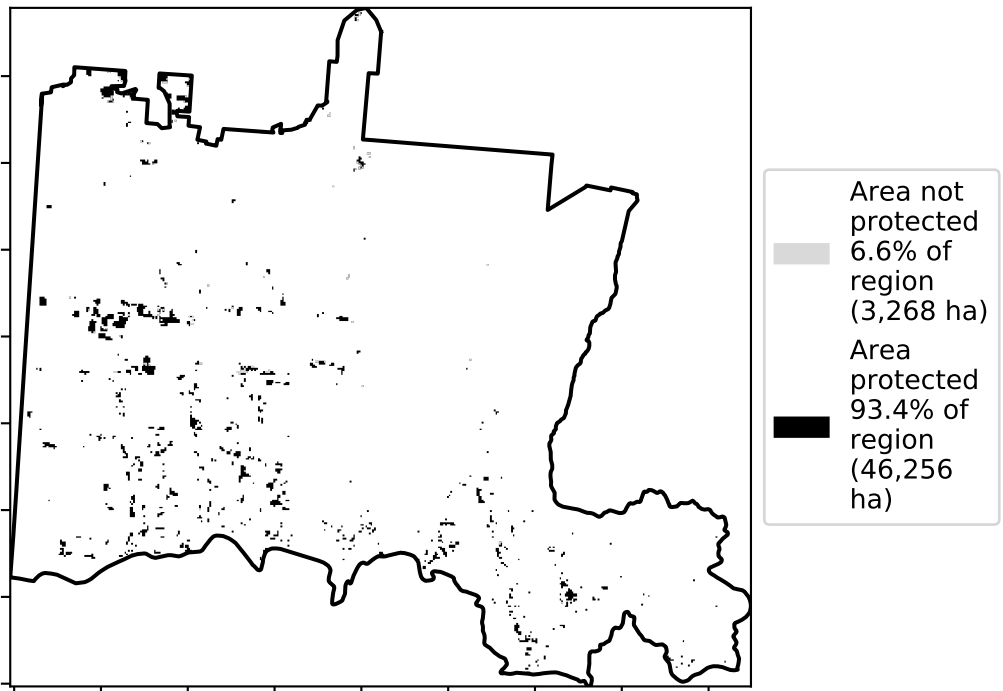 Area not
protected
6.6% of
region
(3,268 ha)
Area
protected
93.4% of
region
(46,256
ha)